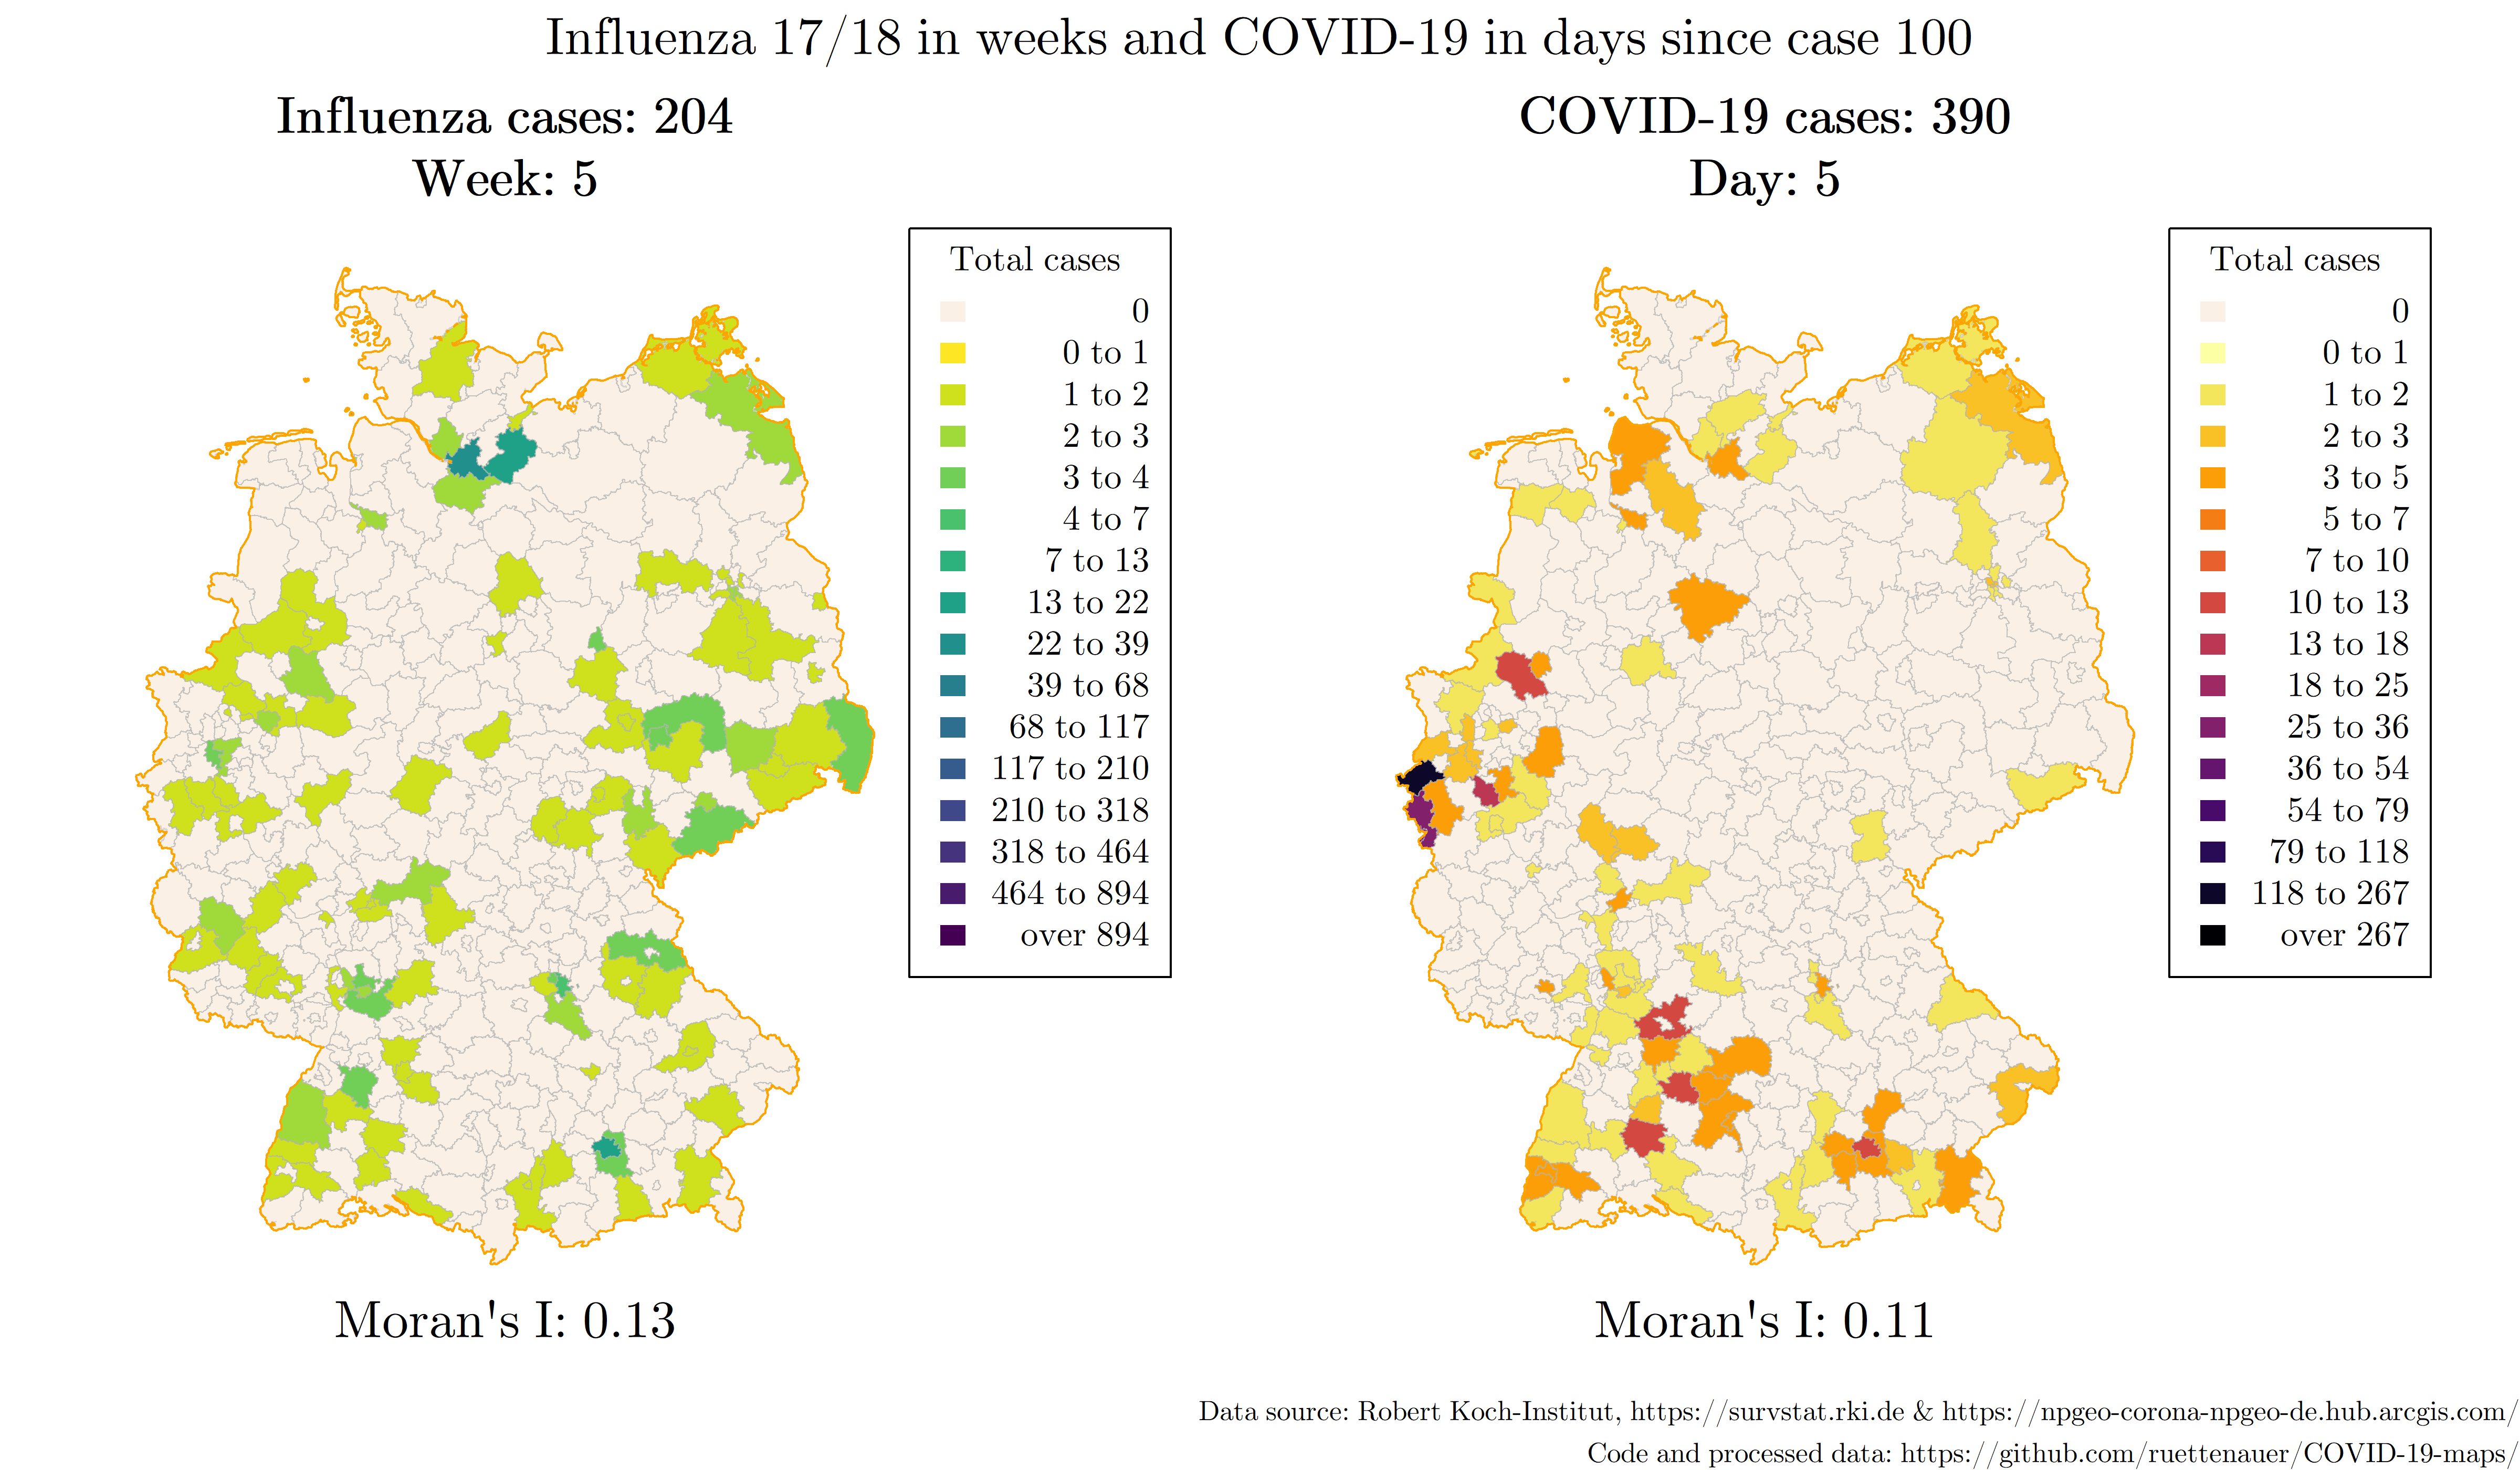 Influenza 17/18 in weeks and COVID-19 in days since case 100
Influenza cases: 204
Week: 5
Total cases
0
0 to 1
1 to 2
2 to 3
3 to 4
4 to 7
7 to 13
13 to 22
22 to 39
39 to 68
68 to 117
117 to 210
210 to 318
318 to 464
464 to 894
over 894
Moran's I: 0.13
COVID-19 cases: 390
Day: 5
Total cases
0
0 to 1
1 to 2
2 to 3
3 to 5
5 to 7
7 to 10
10 to 13
13 to 18
18 to 25
25 to 36
36 to 54
54 to 79
79 to 118
118 to 267
over 267
Moran's I: 0.11
Data source: Robert Koch-Institut, https://survstat.rki.de & https://npgeo-corona-npgeo-de.hub.arcgis.com/
Code and processed data: https://github.com/ruettenauer/COVID-19-maps/